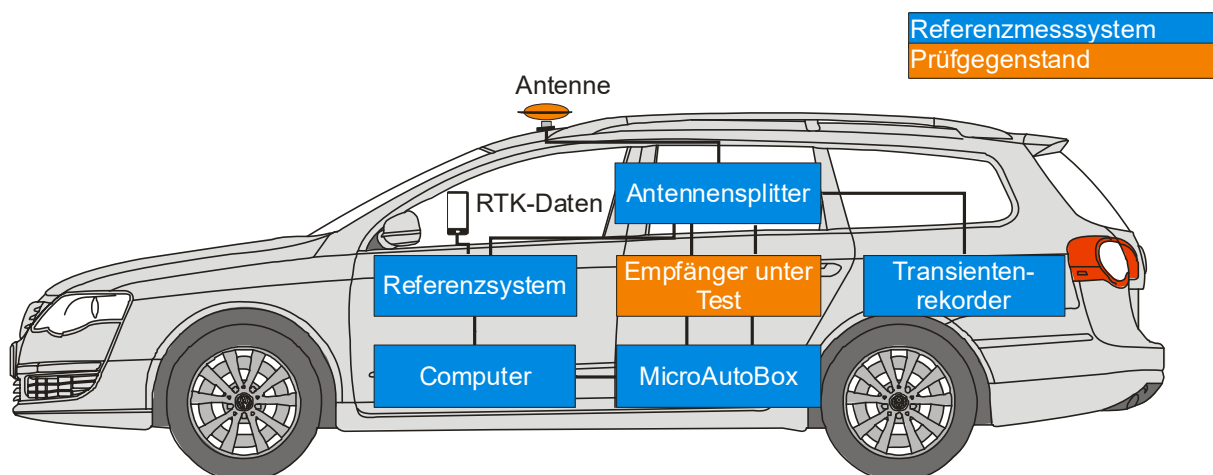 Referenzmesssystem
Prüfgegenstand
Antenne
Antennensplitter
RTK-Daten
Referenzsystem
Empfänger unter
Test
Transienten-
rekorder
Computer
MicroAutoBox